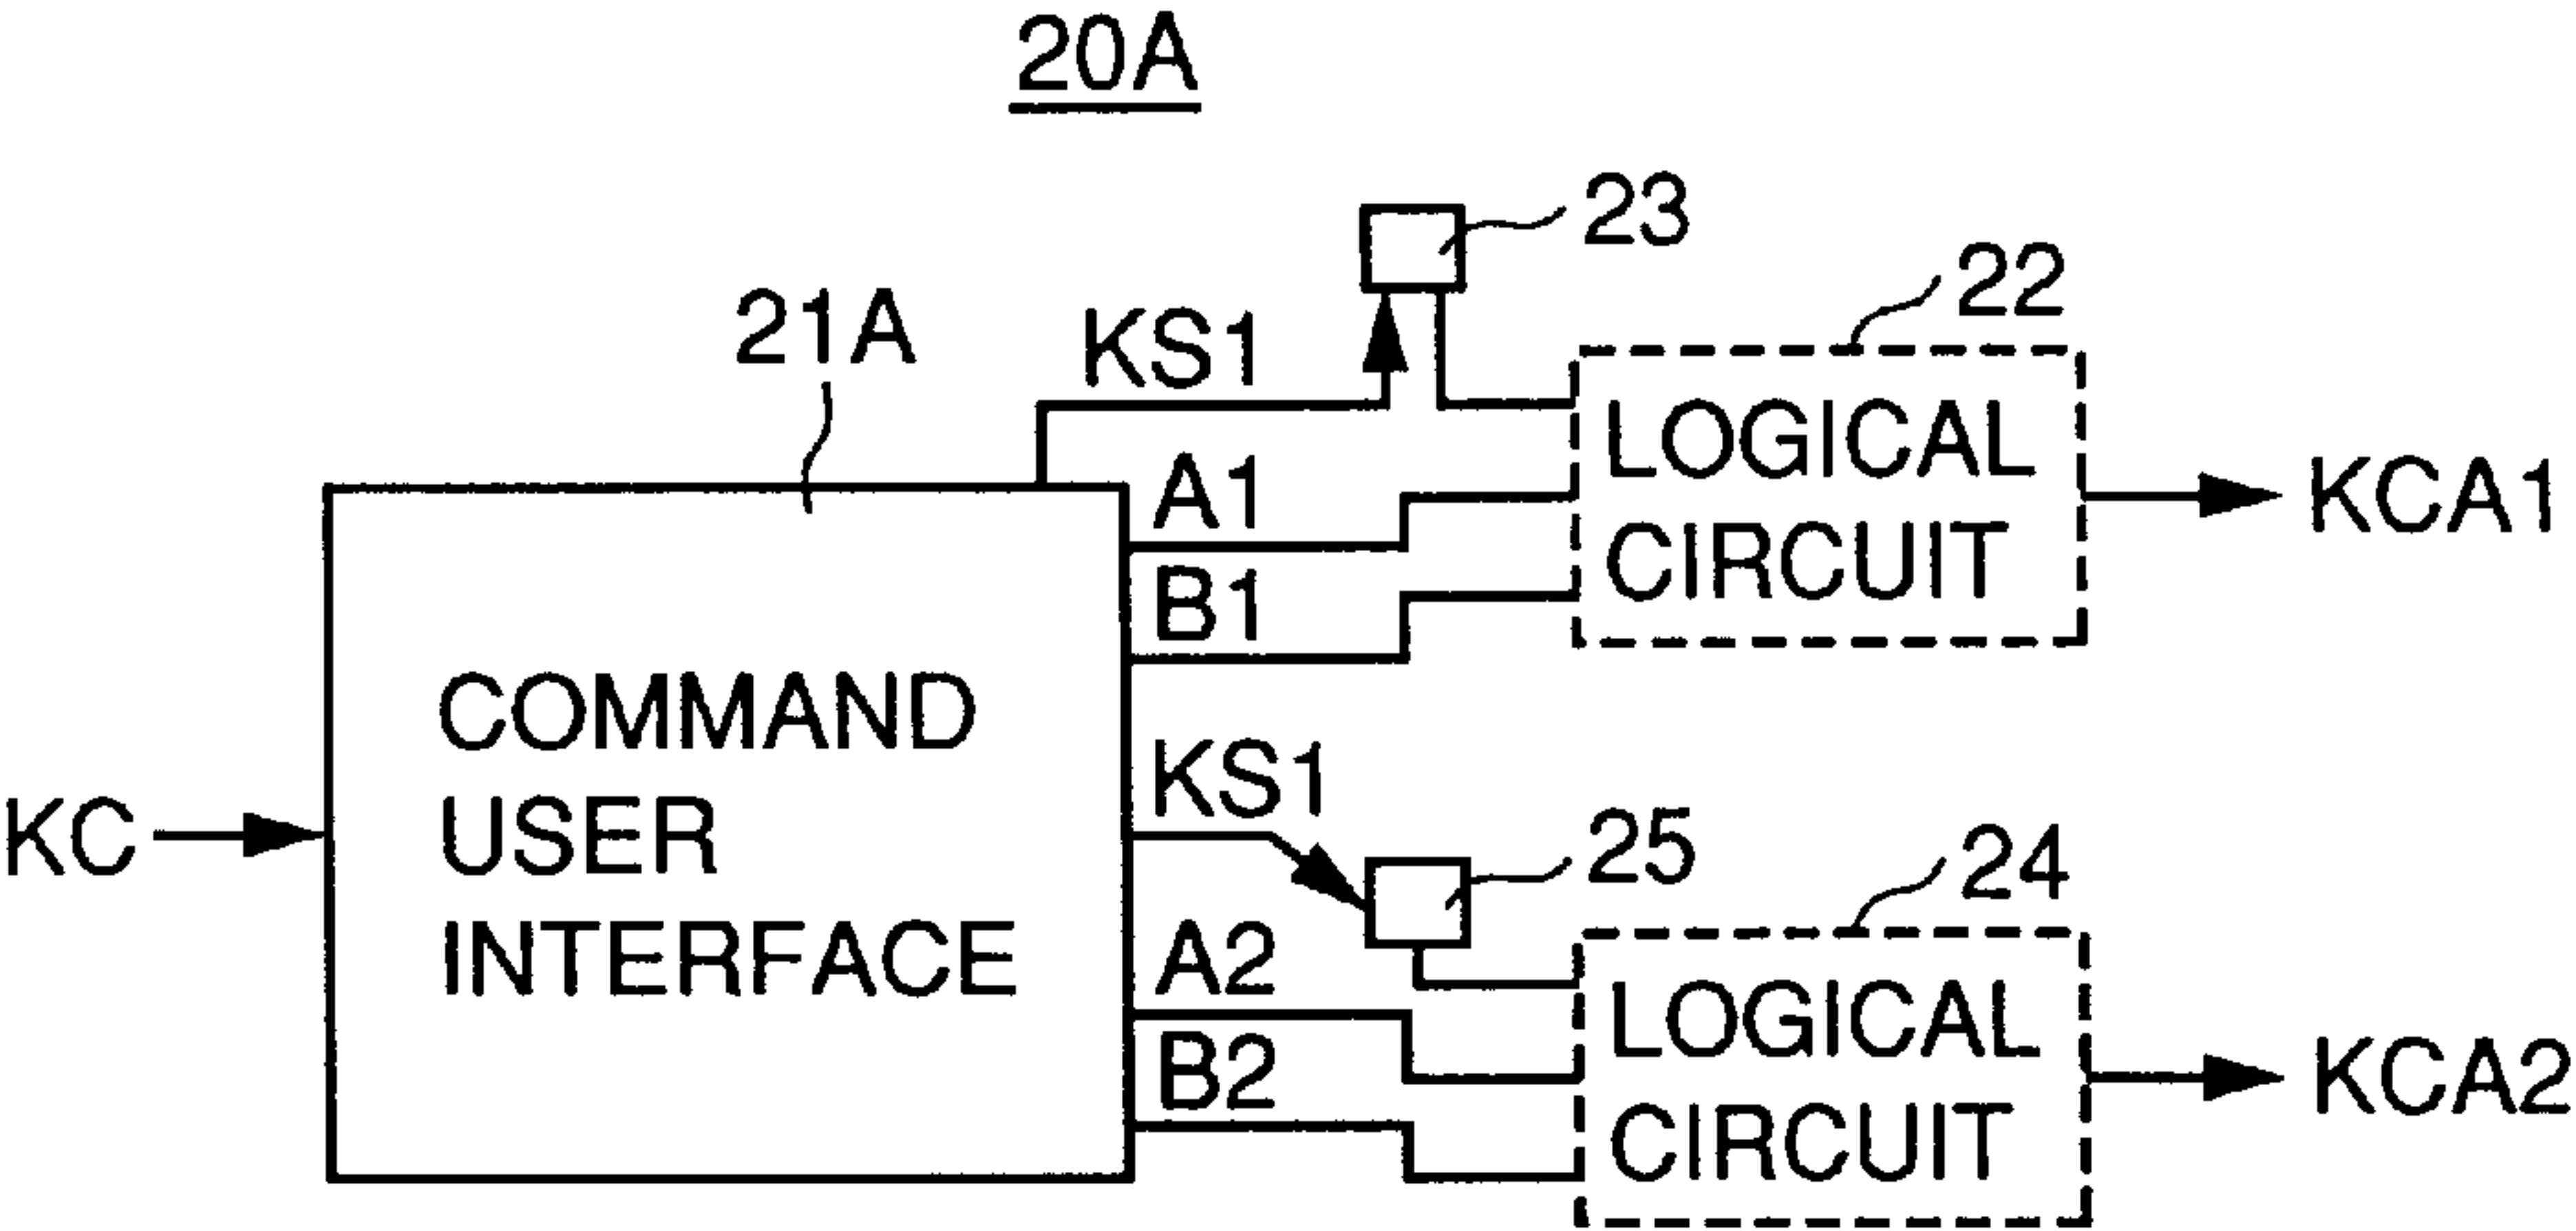 20A
23
22
21A
KS1
LOGICAL
CIRCUIT
A1
B1
KCA1
COMMAND
USER
INTERFACE
KC
KS1
25
24
A2
B2
LOGICAL
CIRCUIT
KCA2